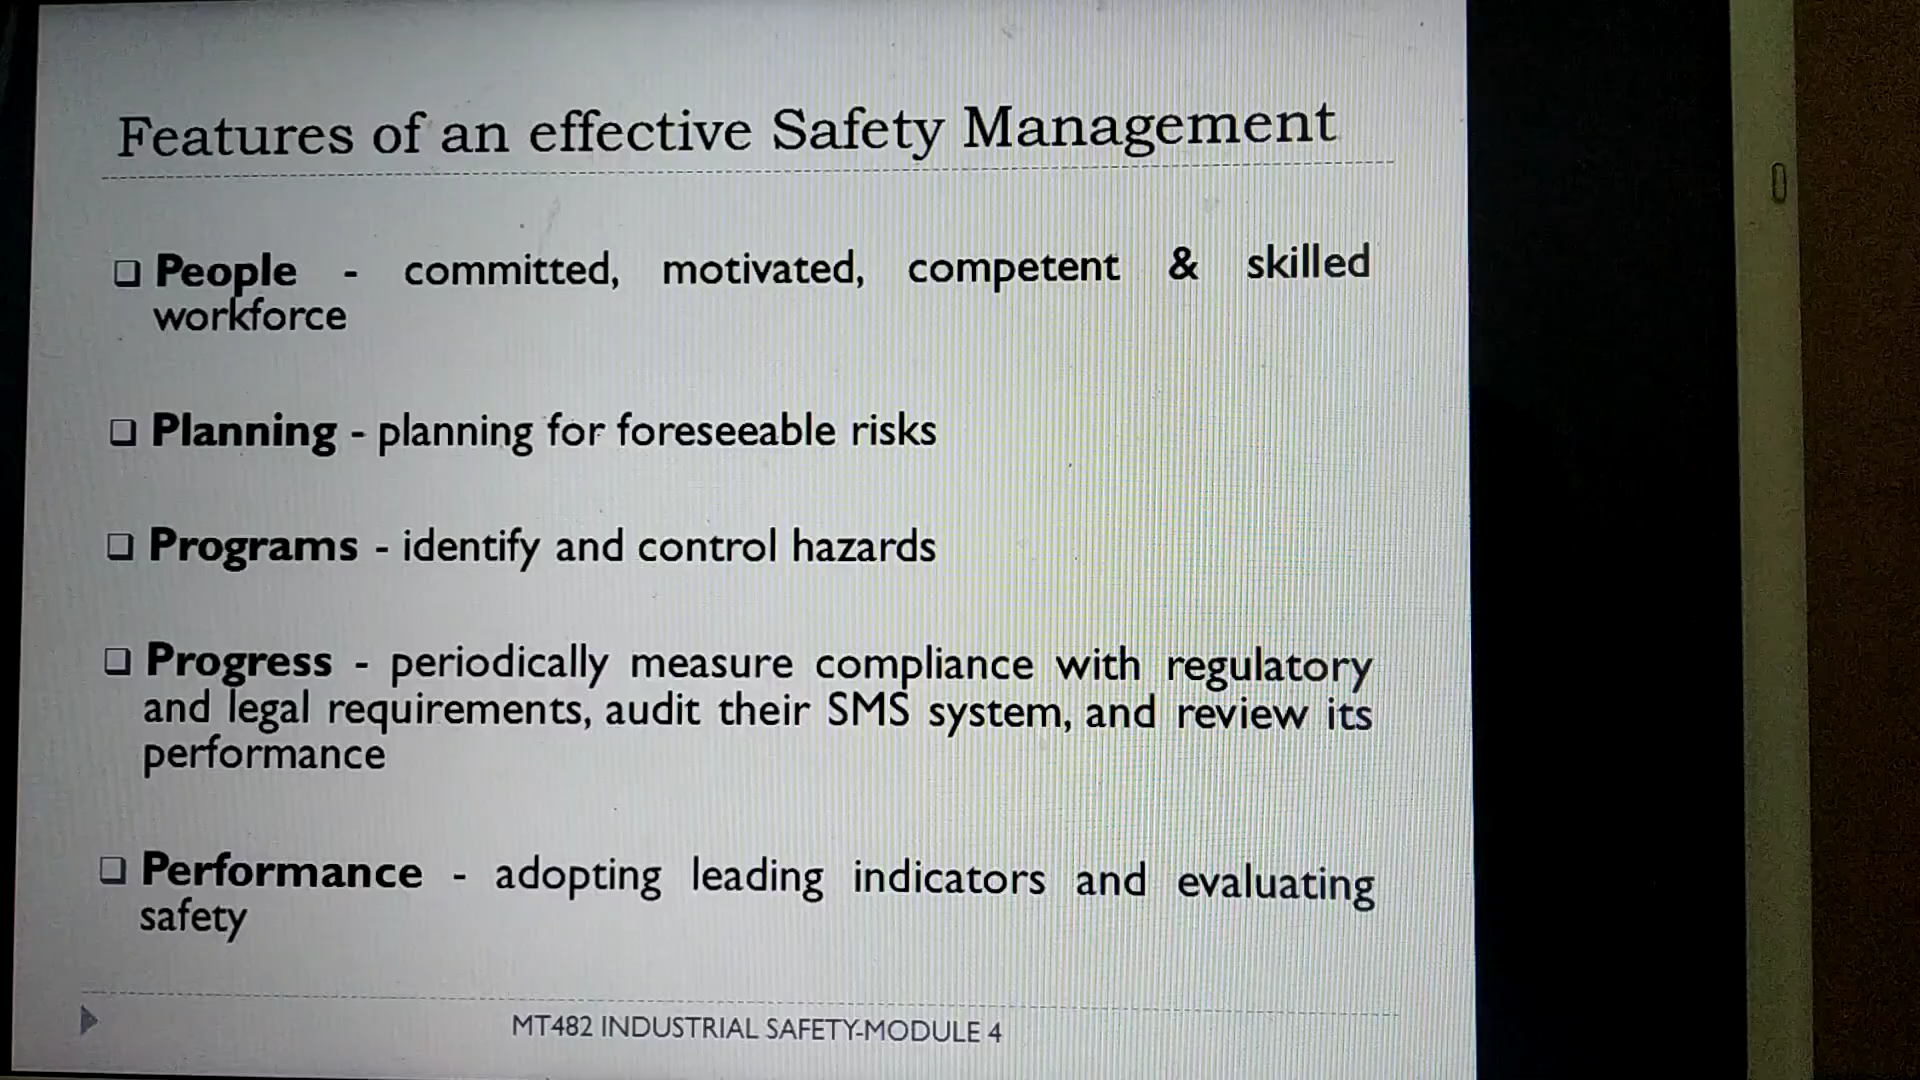 Features of an effective Safety Management
❑ People - committed, motivated, competent & skilled
workforce
❑ Planning - planning for foreseeable risks
❑ Programs - identify and control hazards
❑ Progress - periodically measure compliance with regulatory
and legal requirements, audit their SMS system, and review its
performance
❑ Performance - adopting leading indicators and evaluating
safety
MT482 INDUSTRIAL SAFETY-MODULE 4